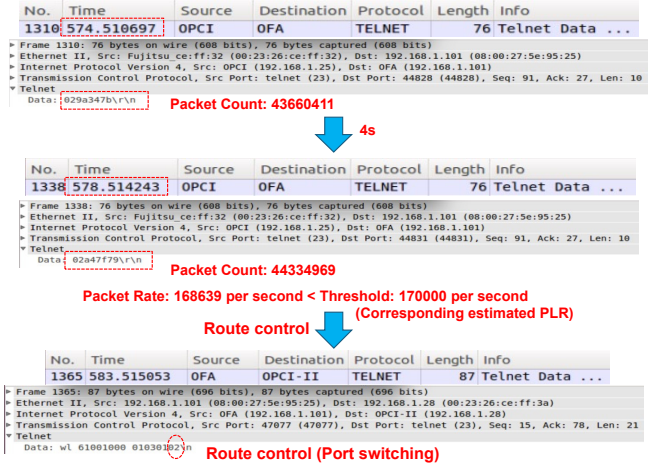 No. Time Source Destination Protocol Length Info
1310 574.510697 OPCI OFA TELNET 76 Telnet Data ...
Frame 1310: 76 bytes on wire (608 bits), 76 bytes captured (608 bits)
Ethernet II, Src: Fujitsu_ce:ff:32 (00:23:26:ce:ff:32), Dst: 192.168.1.101 (08:00:27:5e:95:25)
Internet Protocol Version 4, Src: OPCI (192.168.1.25), Dst: OFA (192.168.1.101)
Transmission Control Protocol, Src Port: telnet (23), Dst Port: 44828 (44828), Seq: 91, Ack: 27, Len: 10
Telnet
Data: 029a347b\r\n
Packet Count: 43660411
4s
No. Time Source Destination Protocol Length Info
1338 578.514243 OPCI OFA TELNET 76 Telnet Data ...
Frame 1338: 76 bytes on wire (608 bits), 76 bytes captured (608 bits)
Ethernet II, Src: Fujitsu_ce:ff:32 (00:23:26:ce:ff:32), Dst: 192.168.1.101 (08:00:27:5e:95:25)
Internet Protocol Version 4, Src: OPCI (192.168.1.25), Dst: OFA (192.168.1.101)
Transmission Control Protocol, Src Port: telnet (23), Dst Port: 44831 (44831), Seq: 91, Ack: 27, Len: 10
Telnet
Data: 02a47f79\r\n
Packet Count: 44334969
Packet Rate: 168639 per second < Threshold: 170000 per second
(Corresponding estimated PLR)
Route control
No. Time Source Destination Protocol Length Info
1365 583.515053 OFA OPCI-II TELNET 87 Telnet Data ...
Frame 1365: 87 bytes on wire (696 bits), 87 bytes captured (696 bits)
Ethernet II, Src: 192.168.1.101 (08:00:27:5e:95:25), Dst: 192.168.1.28 (00:23:26:ce:ff:3a)
Internet Protocol Version 4, Src: OFA (192.168.1.101), Dst: OPCI-II (192.168.1.28)
Transmission Control Protocol, Src Port: 47077 (47077), Dst Port: telnet (23), Seq: 15, Ack: 78, Len: 21
Telnet
Data: wl 61001000 01030102\n
Route control (Port switching)